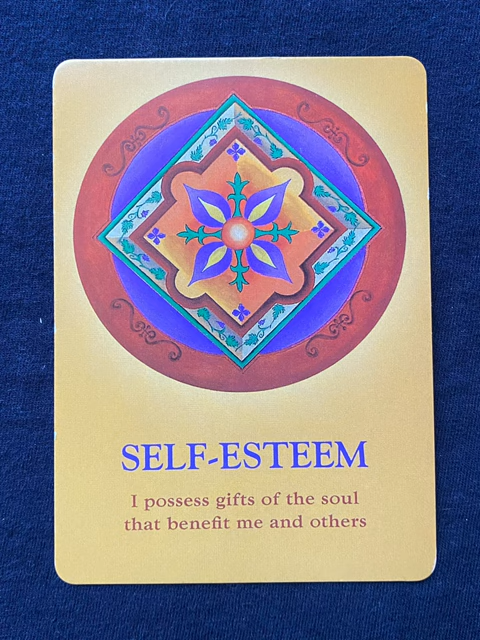 SELF-ESTEEM
I possess gifts of the soul
that benefit me and others